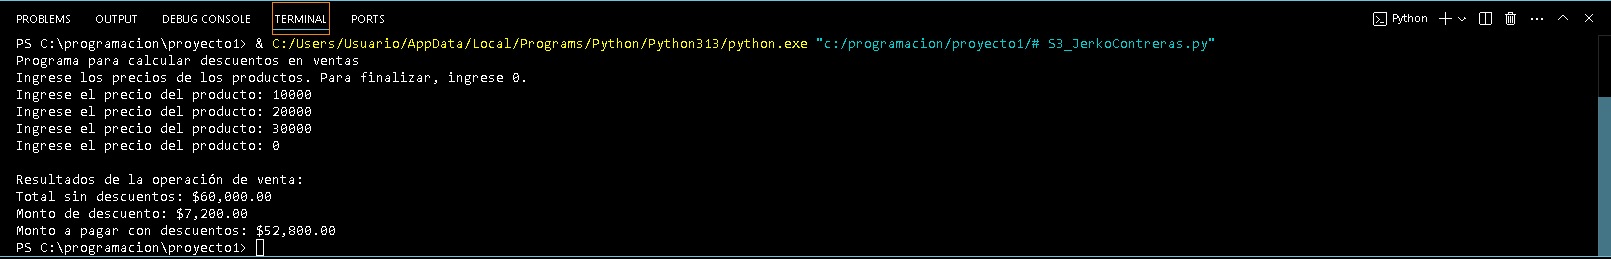 PROBLEMS OUTPUT DEBUG CONSOLE TERMINAL PORTS Python
PS C:\programacion\proyecto1> & C:/Users/Usuario/AppData/Local/Programs/Python/Python313/python.exe "c:/programacion/proyecto1/# S3_JerkoContreras.py"
Programa para calcular descuentos en ventas
Ingrese los precios de los productos. Para finalizar, ingrese 0.
Ingrese el precio del producto: 10000
Ingrese el precio del producto: 20000
Ingrese el precio del producto: 30000
Ingrese el precio del producto: 0
Resultados de la operación de venta:
Total sin descuentos: $60,000.00
Monto de descuento: $7,200.00
Monto a pagar con descuentos: $52,800.00
PS C:\programacion\proyecto1>